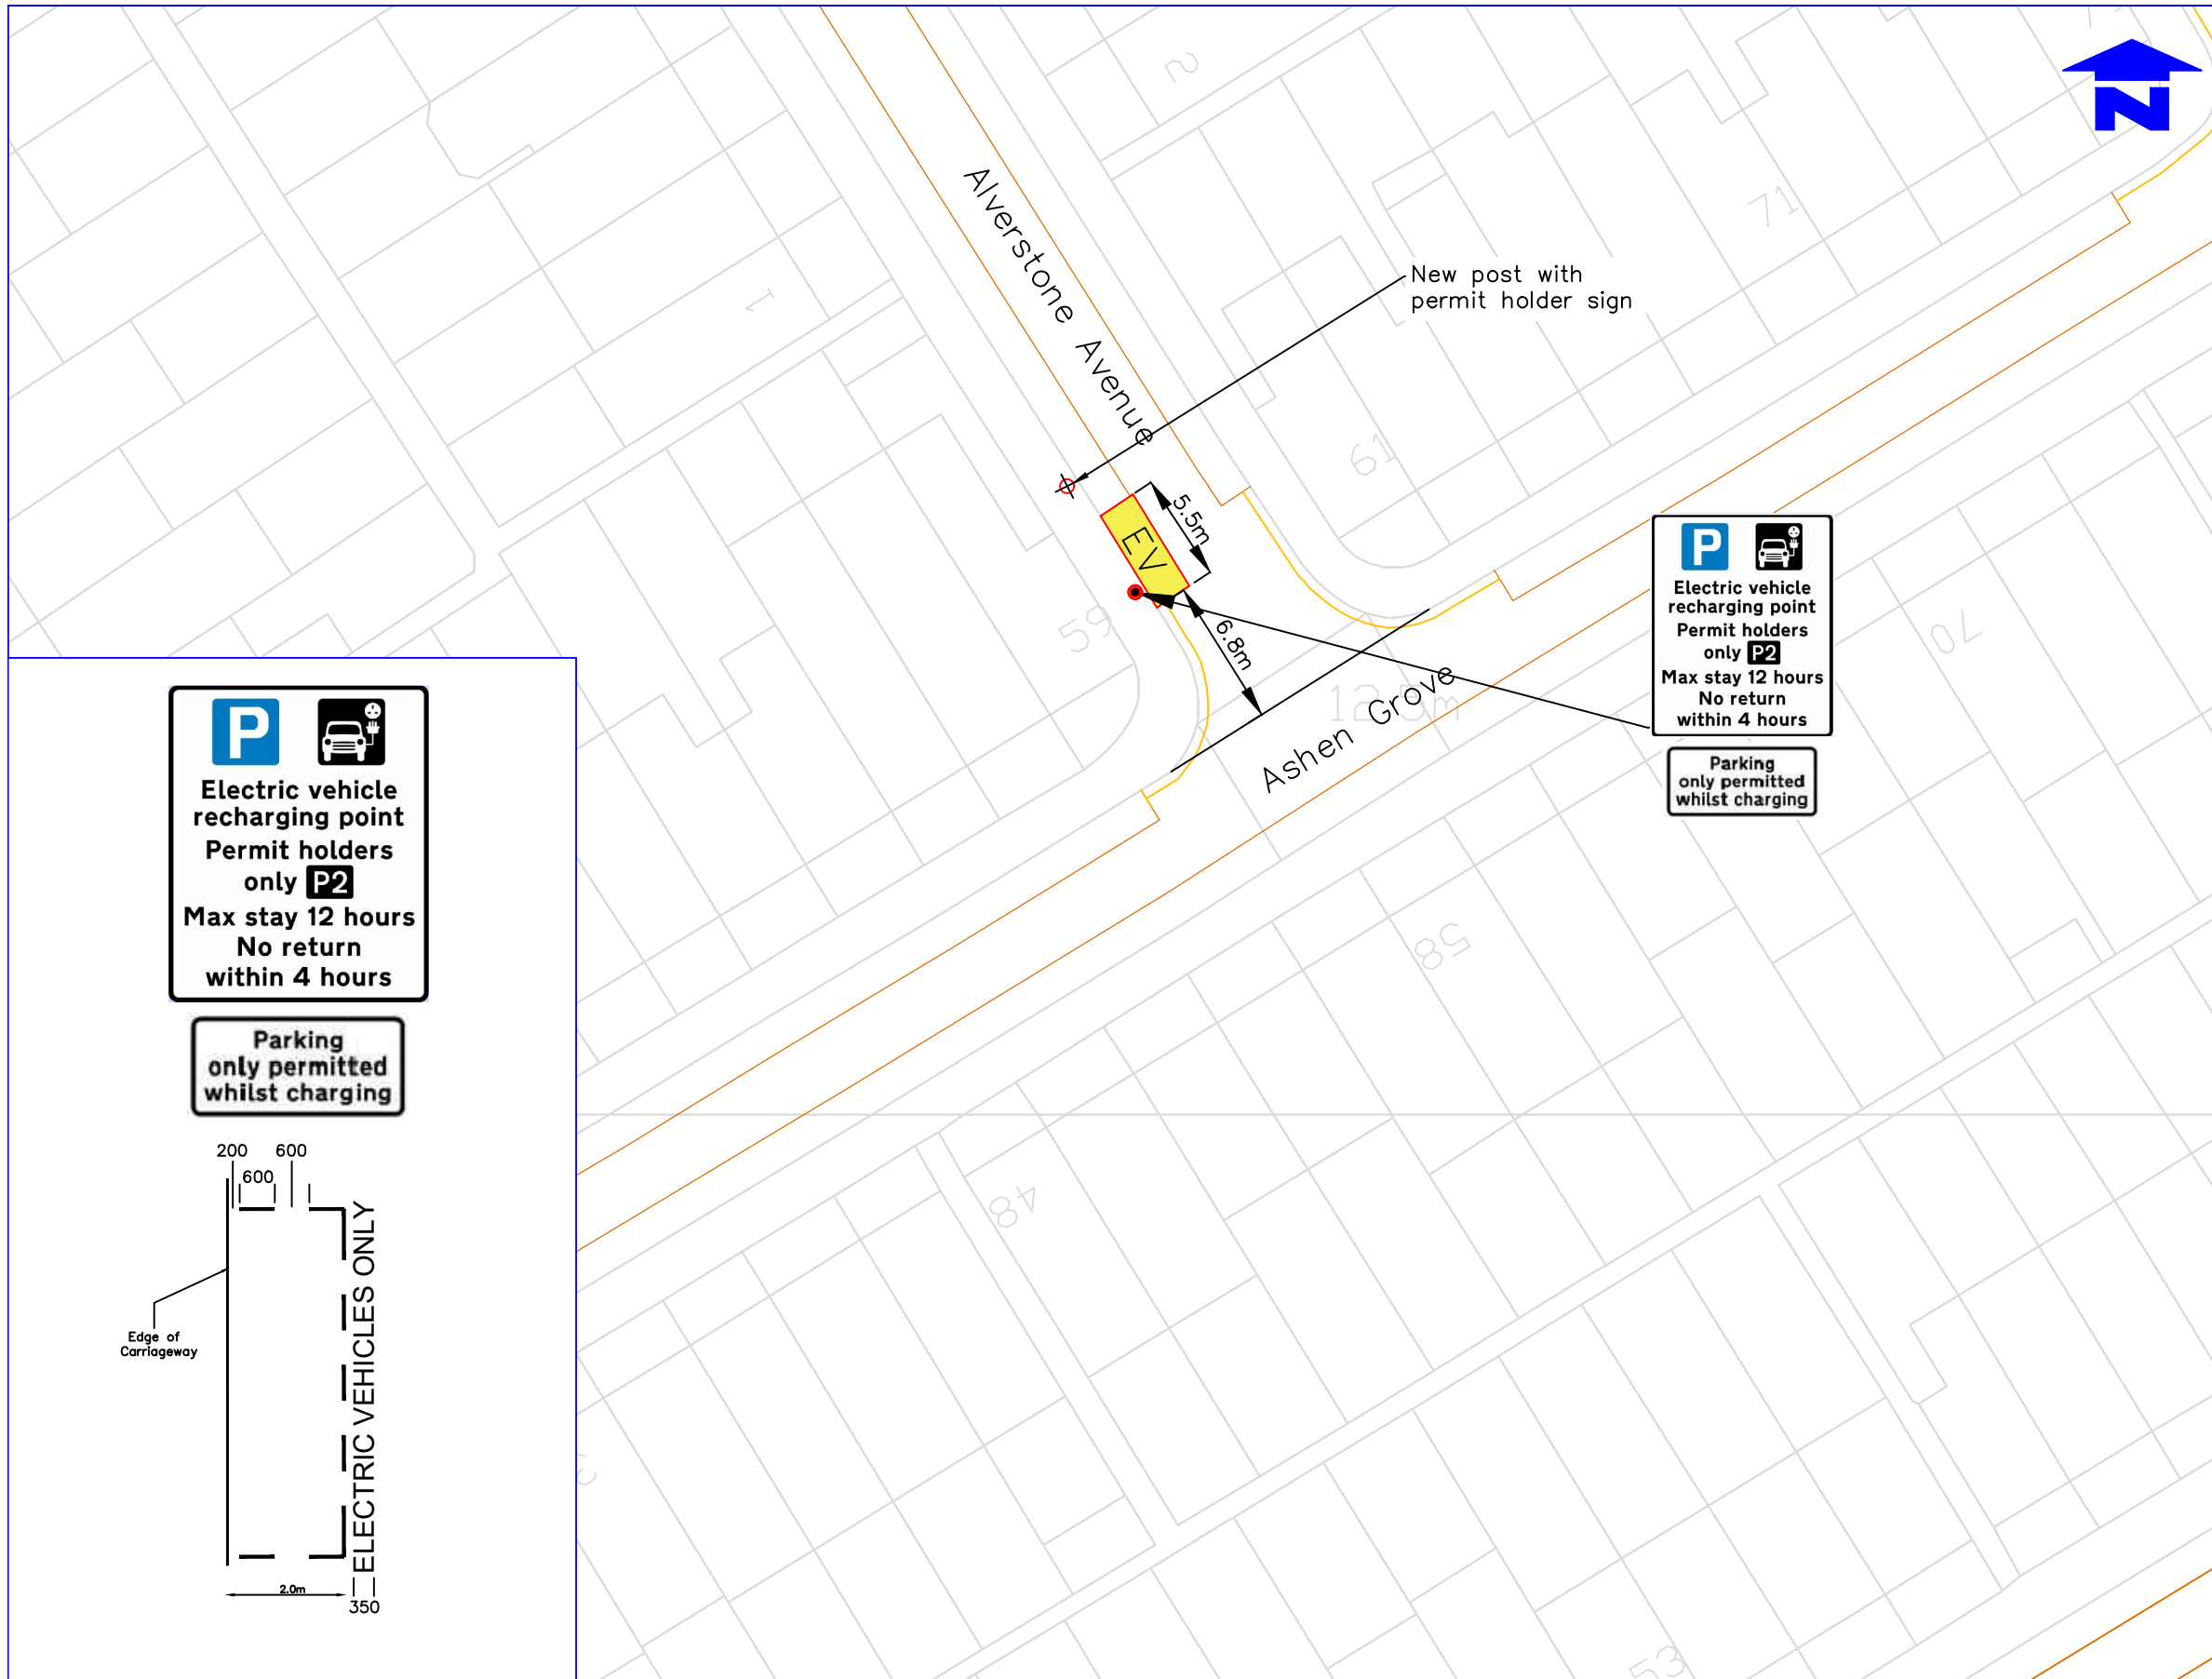 N
2
71
1
Alverstone Avenue
New post with
permit holder sign
61
5.5m
EV
59
6.8m
12.5m
Ashen Grove
70
P
Electric vehicle
recharging point
Permit holders
only P2
Max stay 12 hours
No return
within 4 hours
Parking
only permitted
whilst charging
58
48
53
P
Electric vehicle
recharging point
Permit holders
only P2
Max stay 12 hours
No return
within 4 hours
Parking
only permitted
whilst charging
200 600
600
Edge of
Carriageway
ELECTRIC VEHICLES ONLY
2.0m
350